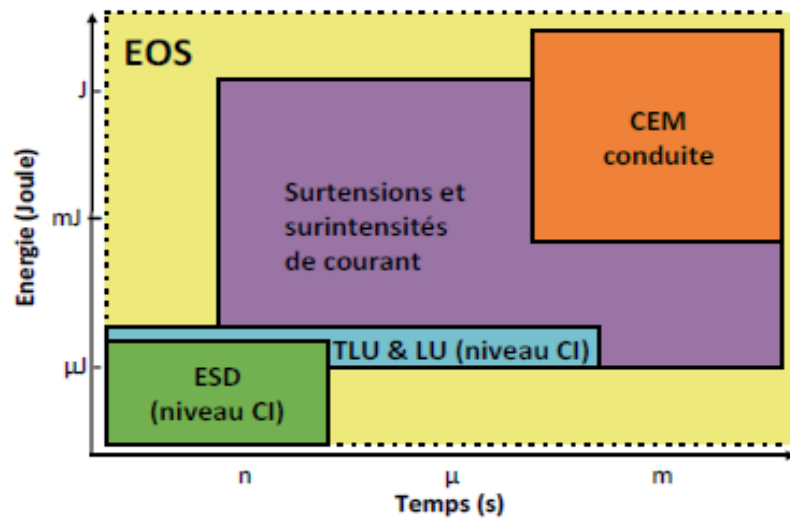 EOS
J
CEM
conduite
Energie (Joule)
Surtensions et
surintensités
de courant
mJ
TLU & LU (niveau CI)
µJ
ESD
(niveau CI)
n
µ
m
Temps (s)